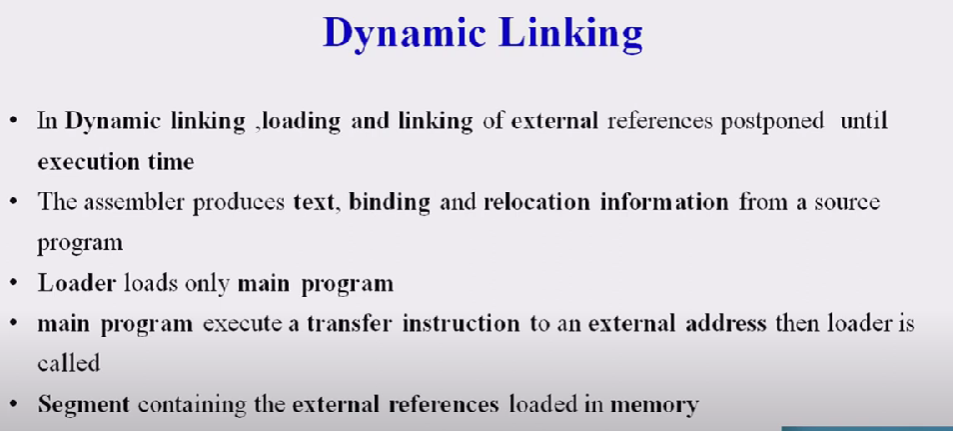 Dynamic Linking
• In Dynamic linking ,loading and linking of external references postponed until
execution time
• The assembler produces text, binding and relocation information from a source
program
• Loader loads only main program
• main program execute a transfer instruction to an external address then loader is
called
• Segment containing the external references loaded in memory